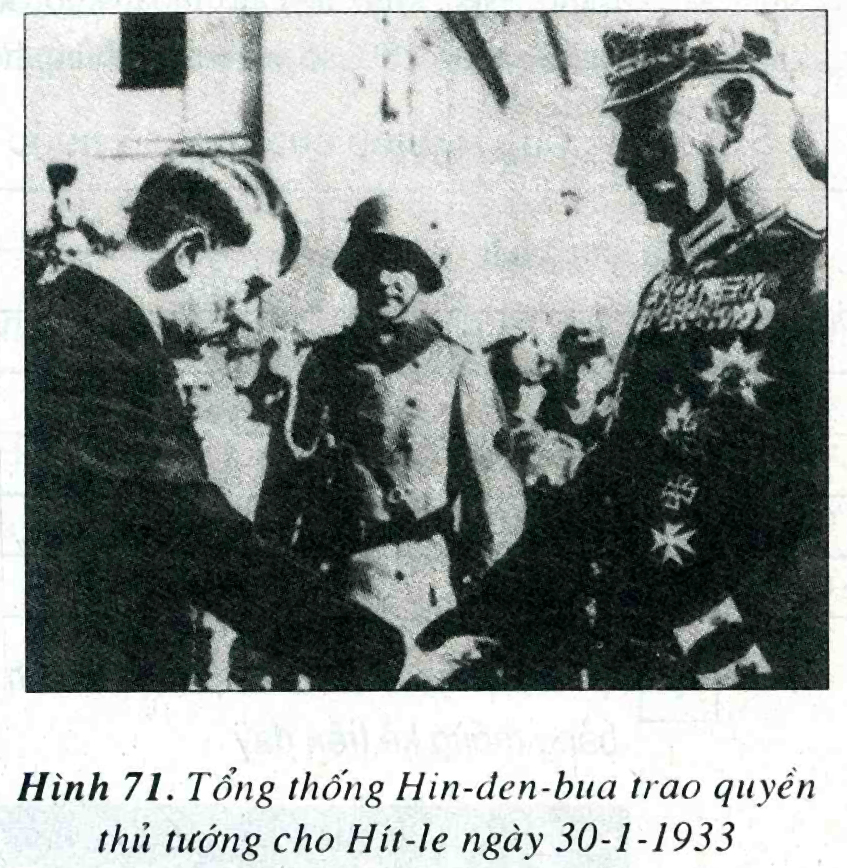 Hình 71. Tổng thống Hin-đen-bua trao quyền
thủ tướng cho Hít-le ngày 30-1-1933